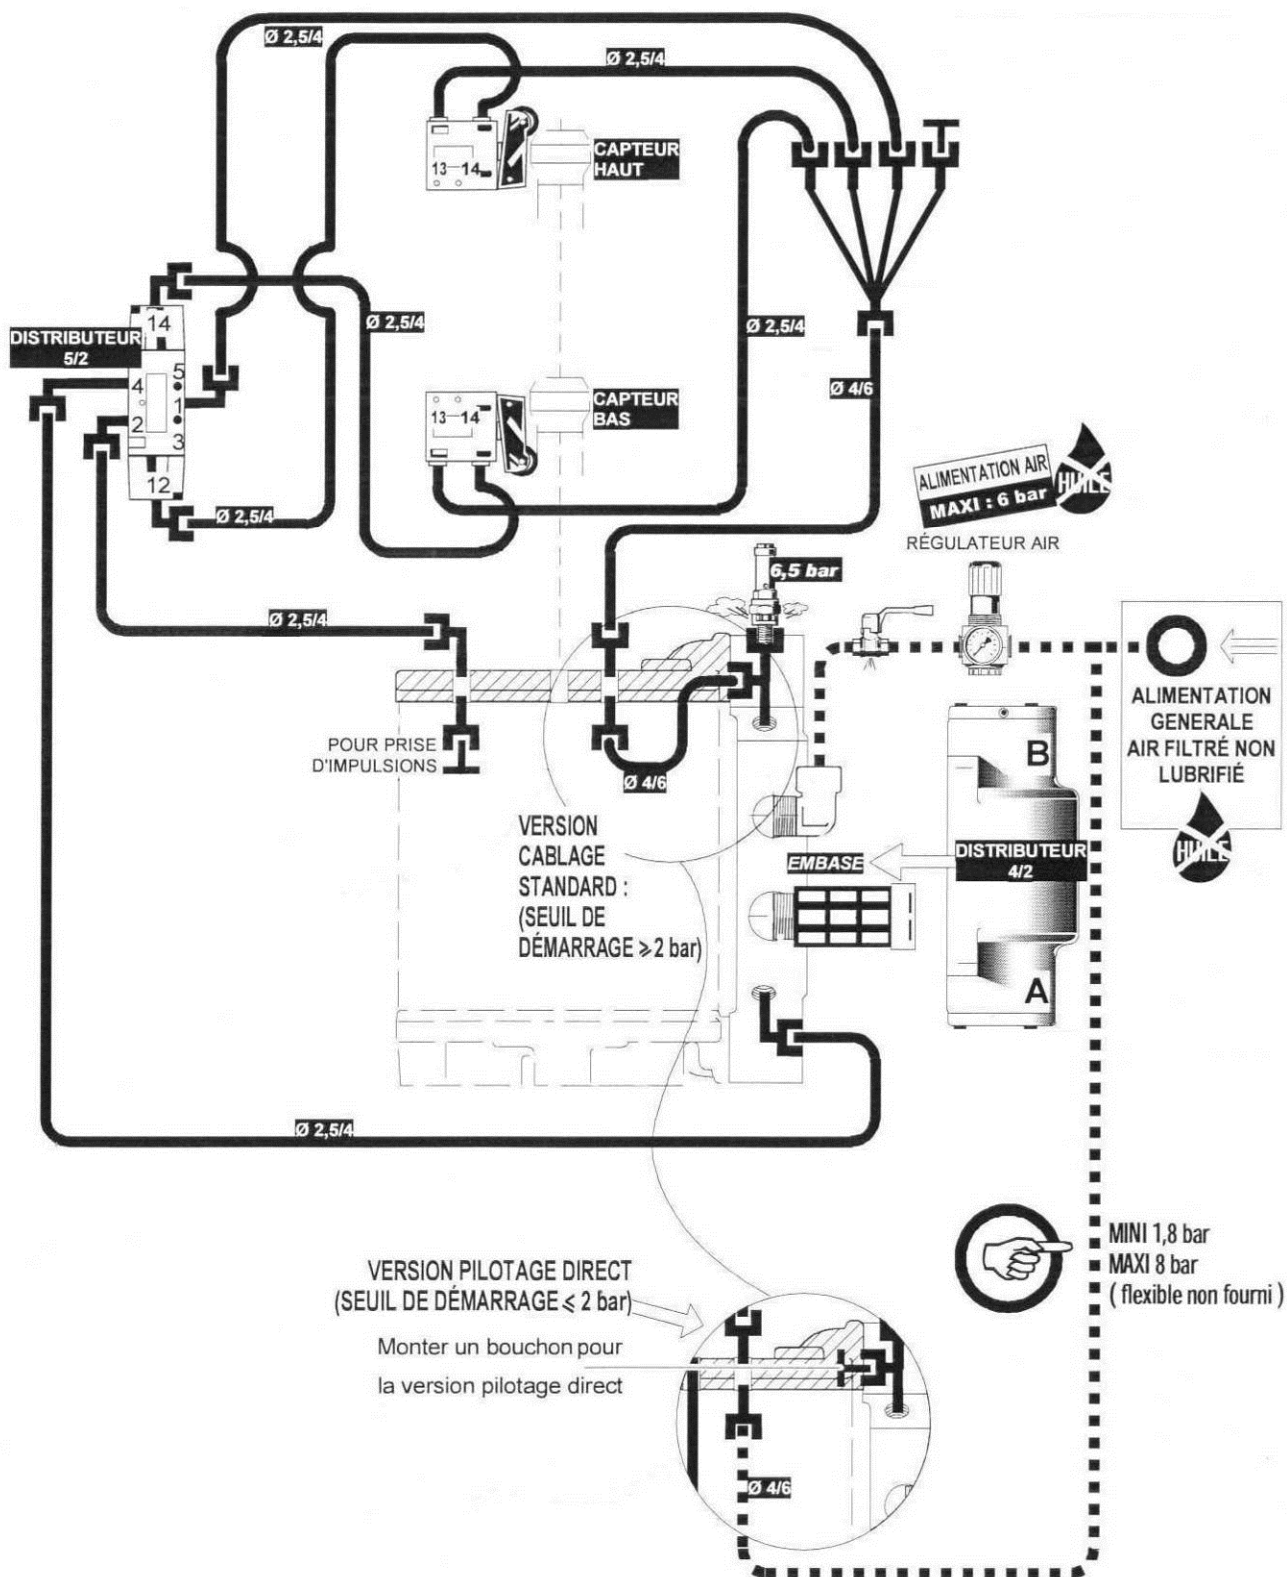 Ø 2,5/4
Ø 2,5/4
CAPTEUR
HAUT
13 14
14
DISTRIBUTEUR
5/2
4
5
1
2
3
12
Ø 2,5/4
Ø 2,5/4
Ø 4/6
CAPTEUR
BAS
13 14
Ø 2,5/4
ALIMENTATION AIR
MAXI : 6 bar
HUILE
RÉGULATEUR AIR
6,5 bar
Ø 2,5/4
POUR PRISE
D'IMPULSIONS
Ø 4/6
ALIMENTATION
GENERALE
AIR FILTRÉ NON
LUBRIFIÉ
HUILE
B
VERSION
CABLAGE
STANDARD :
(SEUIL DE
DÉMARRAGE ⩾ 2 bar)
EMBASE
DISTRIBUTEUR
4/2
A
Ø 2,5/4
MINI 1,8 bar
MAXI 8 bar
( flexible non fourni )
VERSION PILOTAGE DIRECT
(SEUIL DE DÉMARRAGE ⩽ 2 bar)
Monter un bouchon pour
la version pilotage direct
Ø 4/6